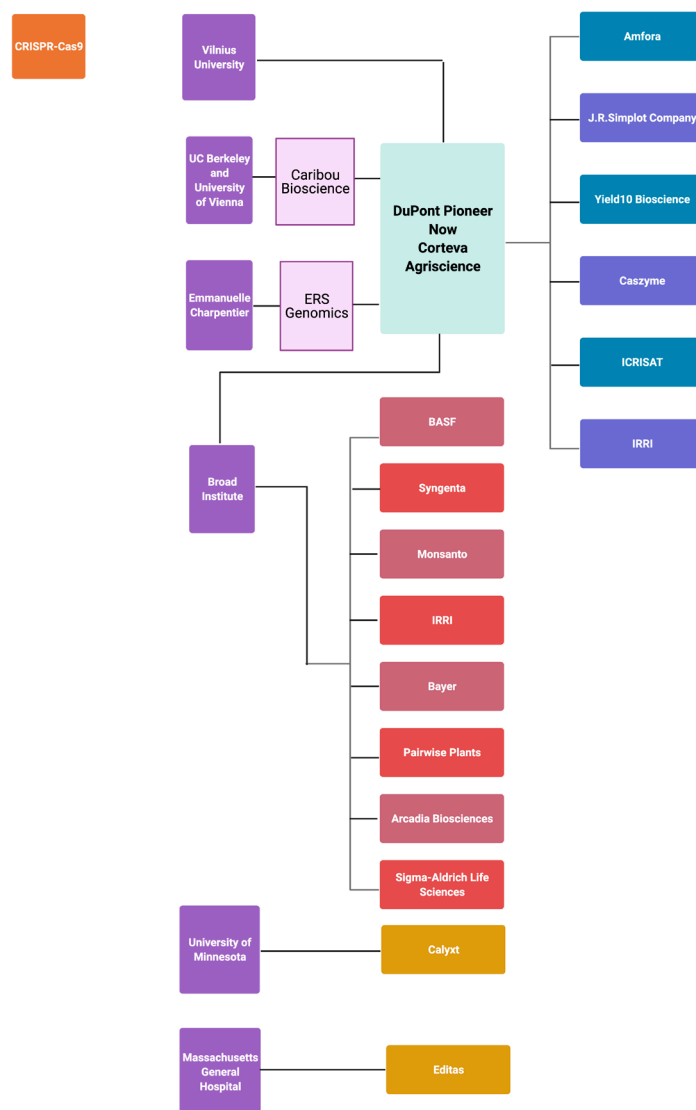 CRISPR-Cas9
Vilnius
University
Amfora
J.R.Simplot Company
UC Berkeley
and
University
of Vienna
Caribou
Bioscience
DuPont Pioneer
Now
Corteva
Agriscience
Yield10 Bioscience
Caszyme
Emmanuelle
Charpentier
ERS
Genomics
ICRISAT
IRRI
Broad
Institute
BASF
Syngenta
Monsanto
IRRI
Bayer
Pairwise Plants
Arcadia Biosciences
Sigma-Aldrich Life
Sciences
University of
Minnesota
Calyxt
Massachusetts
General
Hospital
Editas